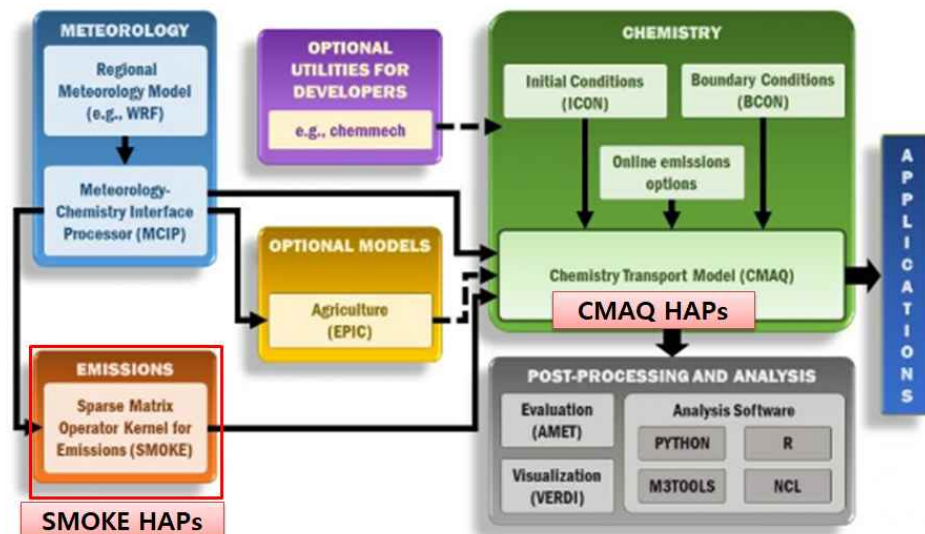 METEOROLOGY
Regional
Meteorology Model
(e.g., WRF)
Meteorology-
Chemistry Interface
Processor (MCIP)
OPTIONAL
UTILITIES FOR
DEVELOPERS
e.g., chemmech
CHEMISTRY
Initial Conditions
(ICON)
Boundary Conditions
(BCON)
Online emissions
options
Chemistry Transport Model (CMAQ)
CMAQ HAPs
APPLICATIONS
OPTIONAL MODELS
Agriculture
(EPIC)
EMISSIONS
Sparse Matrix
Operator Kernel for
Emissions (SMOKE)
SMOKE HAPs
POST-PROCESSING AND ANALYSIS
Evaluation
(AMET)
Visualization
(VERDI)
Analysis Software
PYTHON
R
M3TOOLS
NCL